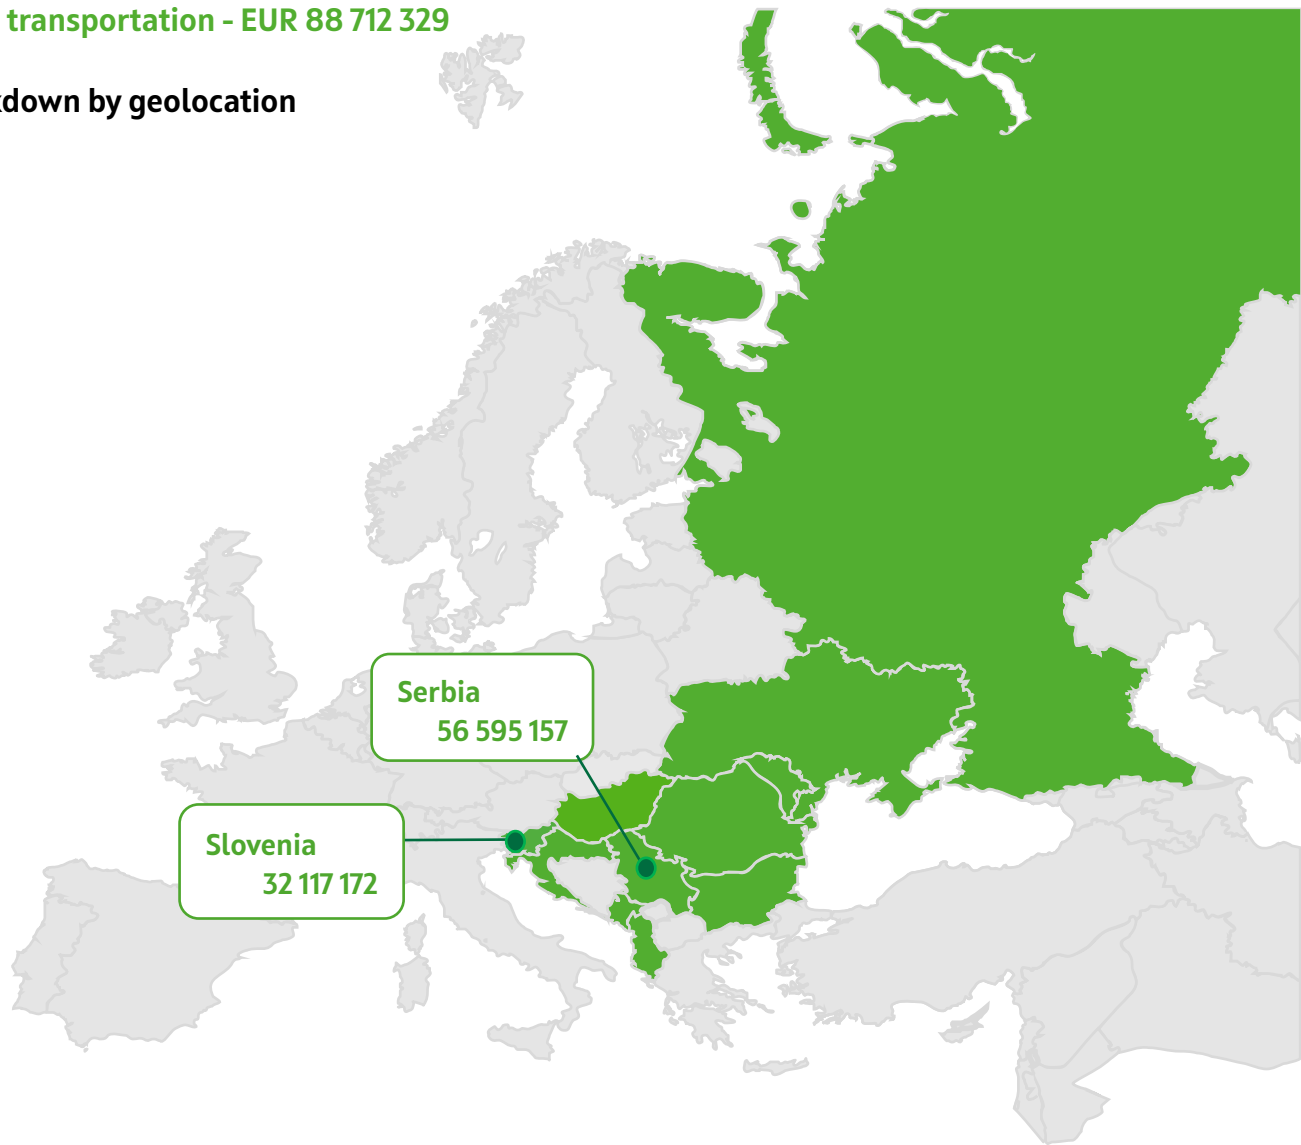 transportation - EUR 88 712 329
down by geolocation
Serbia
56 595 157
Slovenia
32 117 172